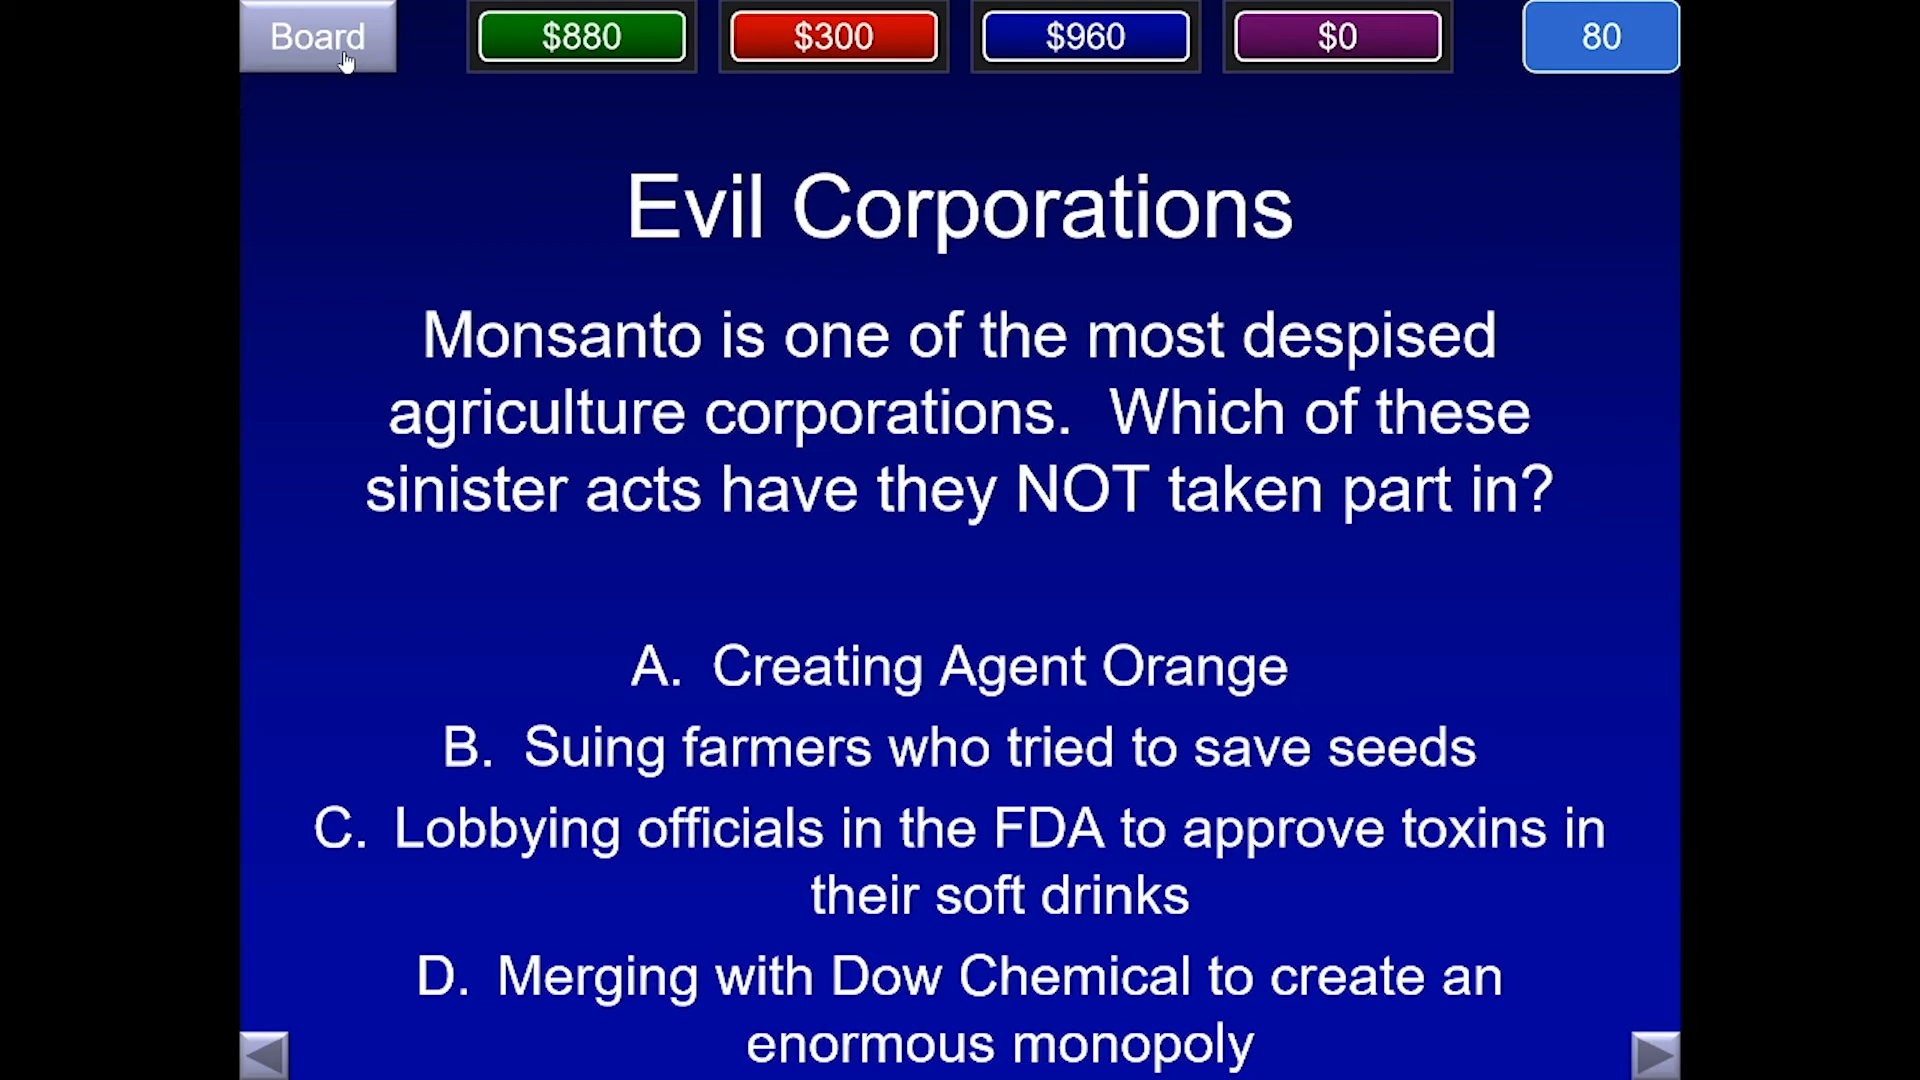 Board
$880
$300
$960
$0
80
Evil Corporations
Monsanto is one of the most despised
agriculture corporations.  Which of these
sinister acts have they NOT taken part in?
A.  Creating Agent Orange
B.  Suing farmers who tried to save seeds
C.  Lobbying officials in the FDA to approve toxins in
their soft drinks
D.  Merging with Dow Chemical to create an
enormous monopoly